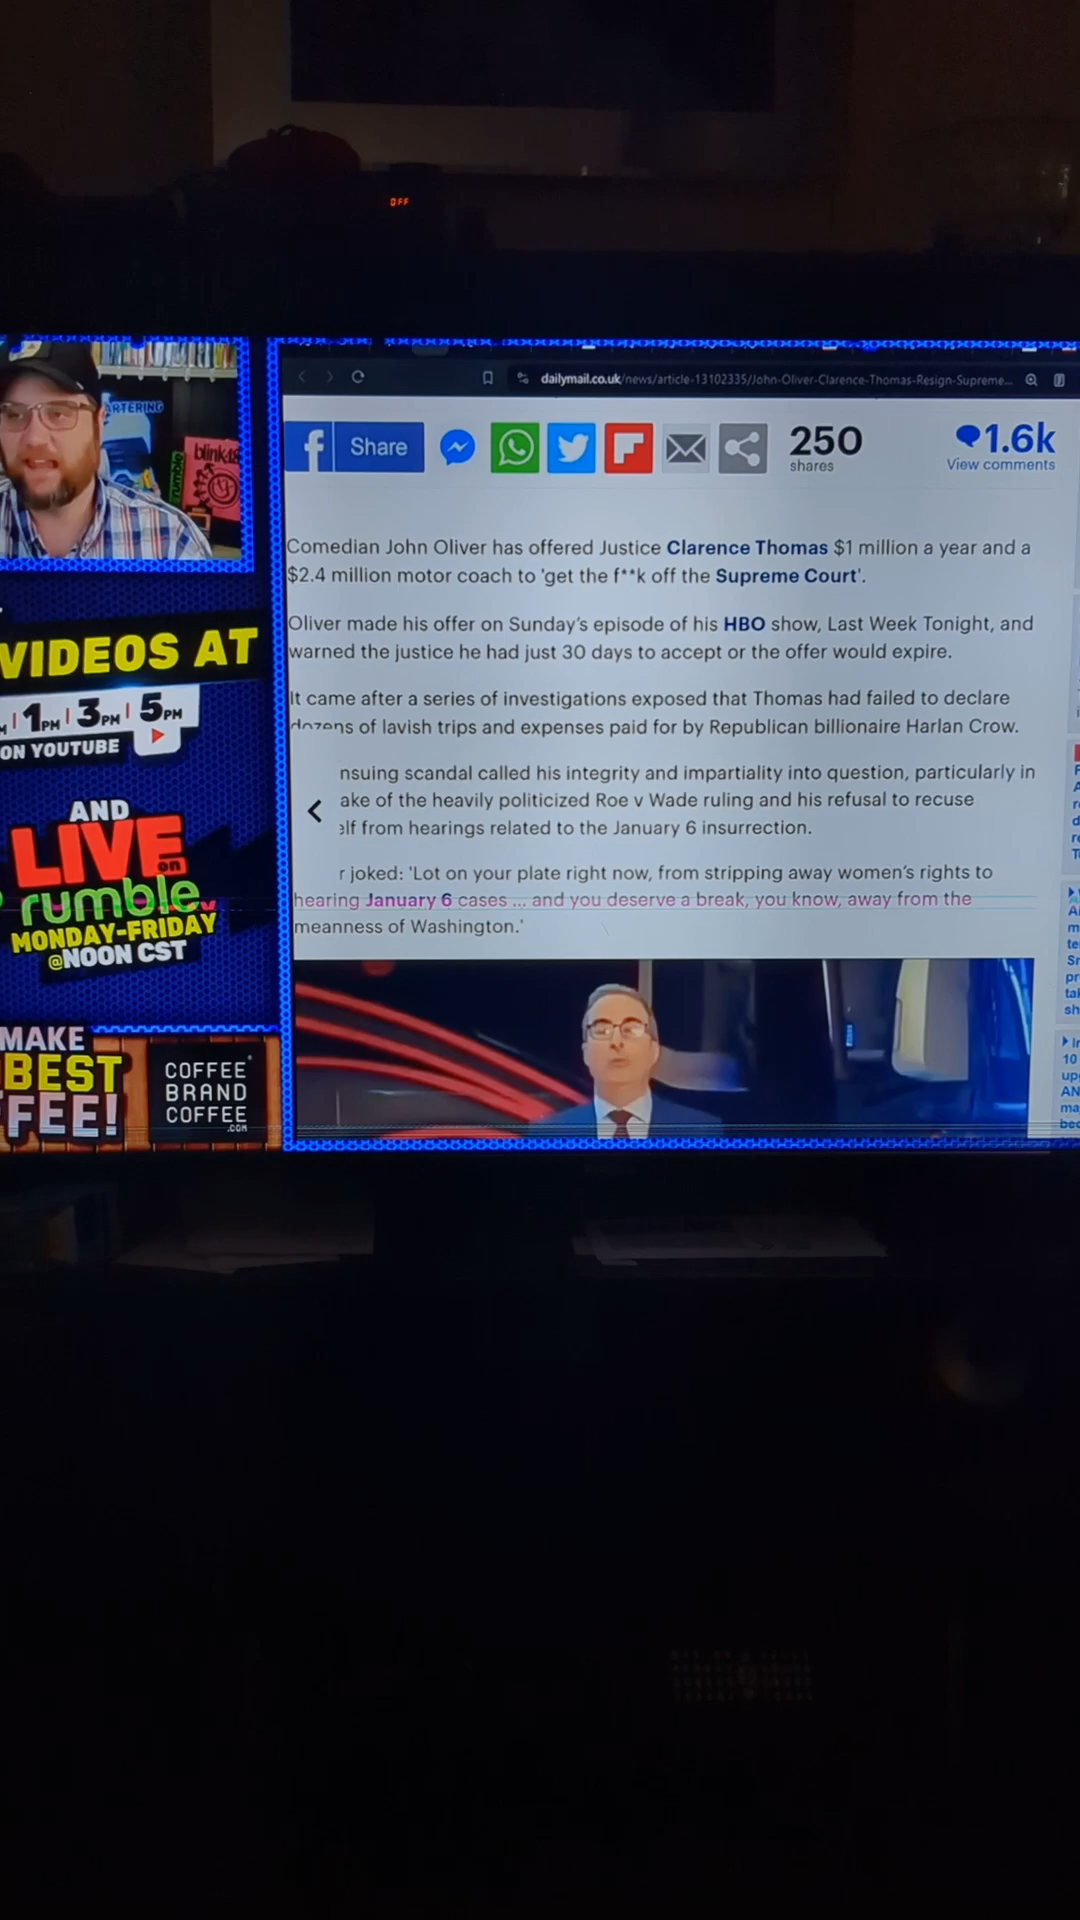 OFF
ARTERING
blink-182
rumble
VIDEOS AT
1PM | 3PM | 5PM
ON YOUTUBE
AND
LIVE
on
rumble
MONDAY-FRIDAY
@NOON CST
MAKE
BEST
FEE!
COFFEE
BRAND
COFFEE
.COM
dailymail.co.uk/news/article-13102335/John-Oliver-Clarence-Thomas-Resign-Supreme...
f Share
250
shares
1.6k
View comments
Comedian John Oliver has offered Justice Clarence Thomas $1 million a year and a
$2.4 million motor coach to 'get the f**k off the Supreme Court'.
Oliver made his offer on Sunday's episode of his HBO show, Last Week Tonight, and
warned the justice he had just 30 days to accept or the offer would expire.
It came after a series of investigations exposed that Thomas had failed to declare
dozens of lavish trips and expenses paid for by Republican billionaire Harlan Crow.
nsuing scandal called his integrity and impartiality into question, particularly in
ake of the heavily politicized Roe v Wade ruling and his refusal to recuse
elf from hearings related to the January 6 insurrection.
r joked: 'Lot on your plate right now, from stripping away women's rights to
hearing January 6 cases ... and you deserve a break, you know, away from the
meanness of Washington.'